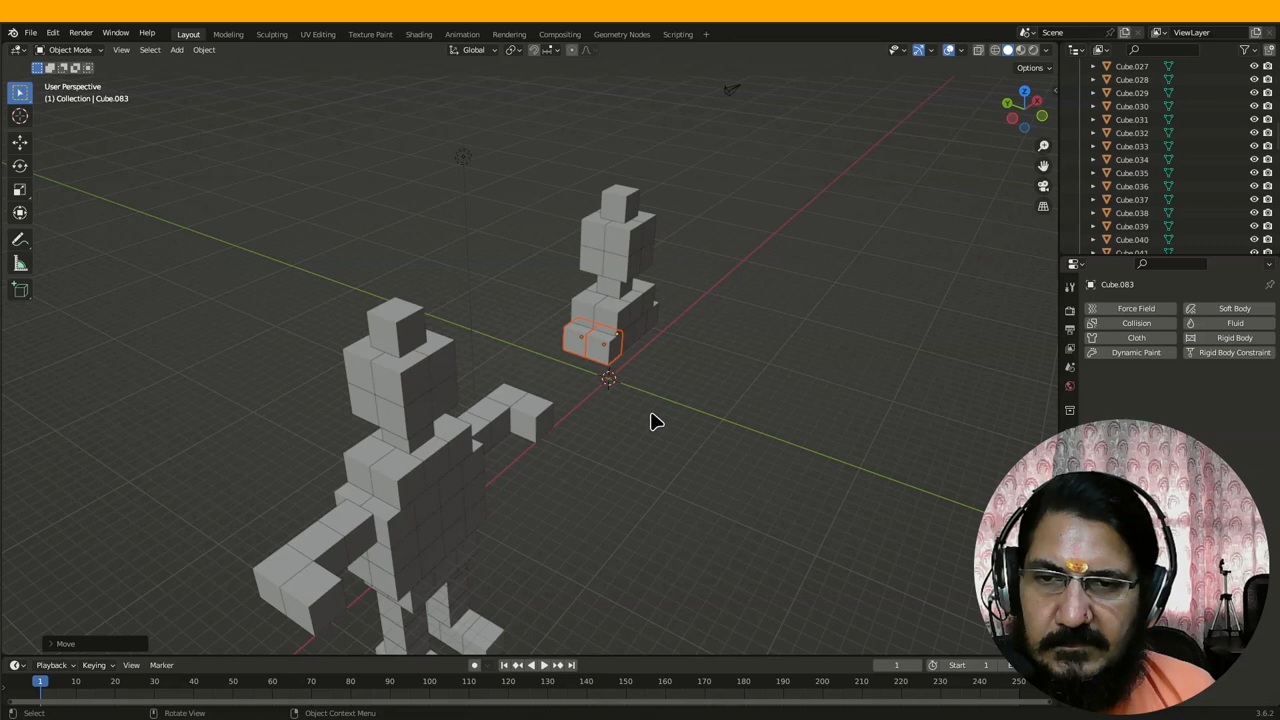 File Edit Render Window Help Layout Modeling Sculpting UV Editing Texture Paint Shading Animation Rendering Compositing Geometry Nodes Scripting + Scene ViewLayer
Object Mode View Select Add Object Global
Options
User Perspective
(1) Collection | Cube.083
X
Y
Z
Cube.027
Cube.028
Cube.029
Cube.030
Cube.031
Cube.032
Cube.033
Cube.034
Cube.035
Cube.036
Cube.037
Cube.038
Cube.039
Cube.040
Cube.083
Force Field Soft Body
Collision Fluid
Cloth Rigid Body
Dynamic Paint Rigid Body Constraint
Move
Playback Keying View Marker 1 Start 1
1 10 20 30 40 50 60 70 80 90 100 110 120 130 140 150 160 170 180 190 200 210 220 230 240 250
Select Rotate View Object Context Menu 3.6.2